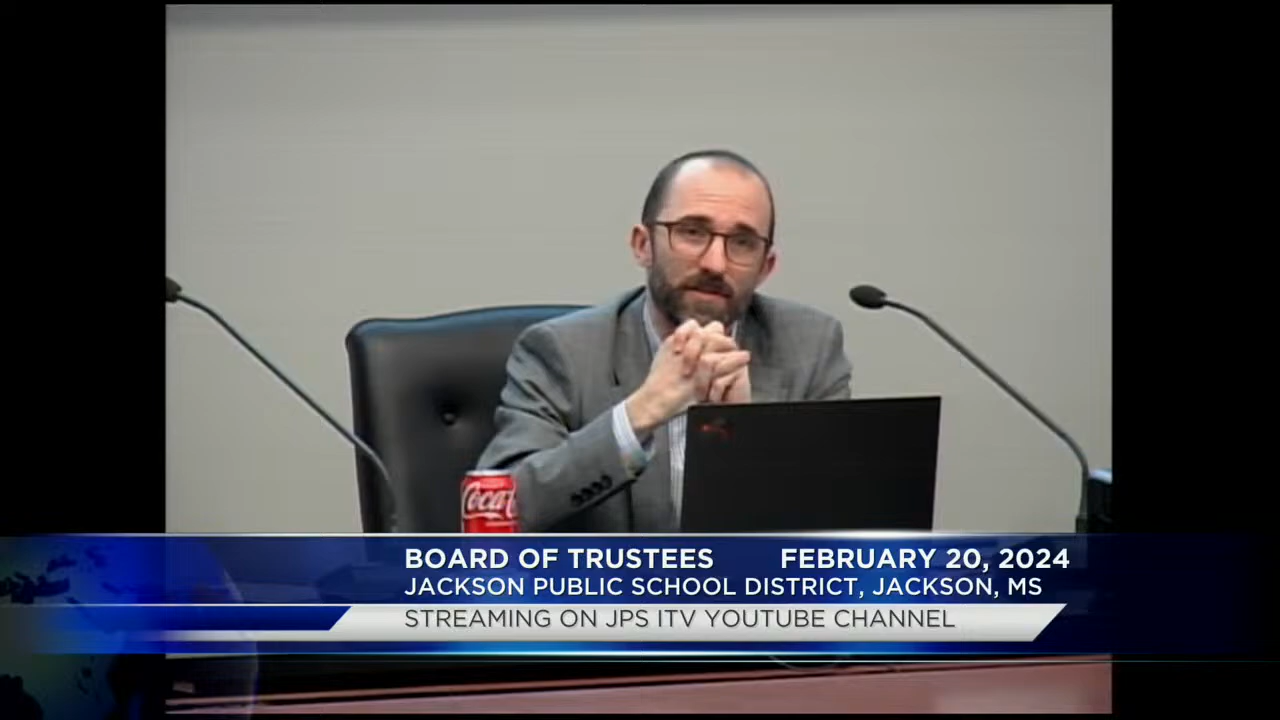 Coca-C
BOARD OF TRUSTEES FEBRUARY 20, 2024
JACKSON PUBLIC SCHOOL DISTRICT, JACKSON, MS
STREAMING ON JPS ITV YOUTUBE CHANNEL